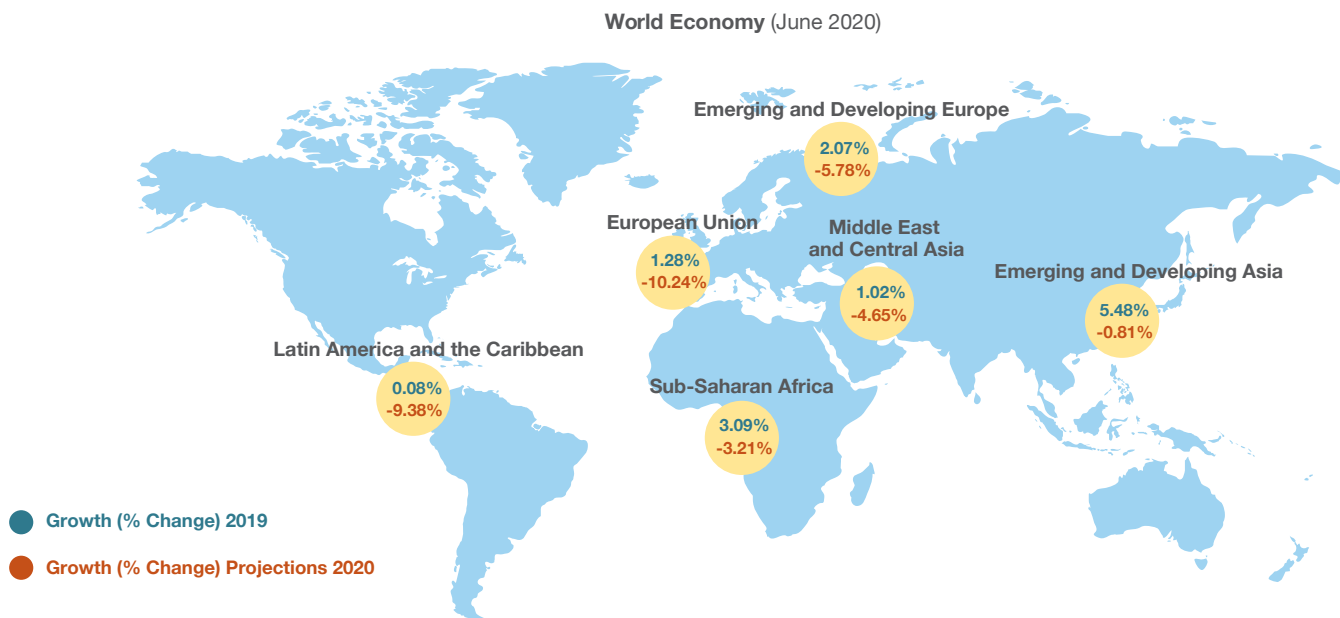 World Economy (June 2020)
Emerging and Developing Europe
2.07%
-5.78%
European Union
1.28%
-10.24%
Middle East
and Central Asia
1.02%
-4.65%
Emerging and Developing Asia
5.48%
-0.81%
Latin America and the Caribbean
0.08%
-9.38%
Sub-Saharan Africa
3.09%
-3.21%
Growth (% Change) 2019
Growth (% Change) Projections 2020